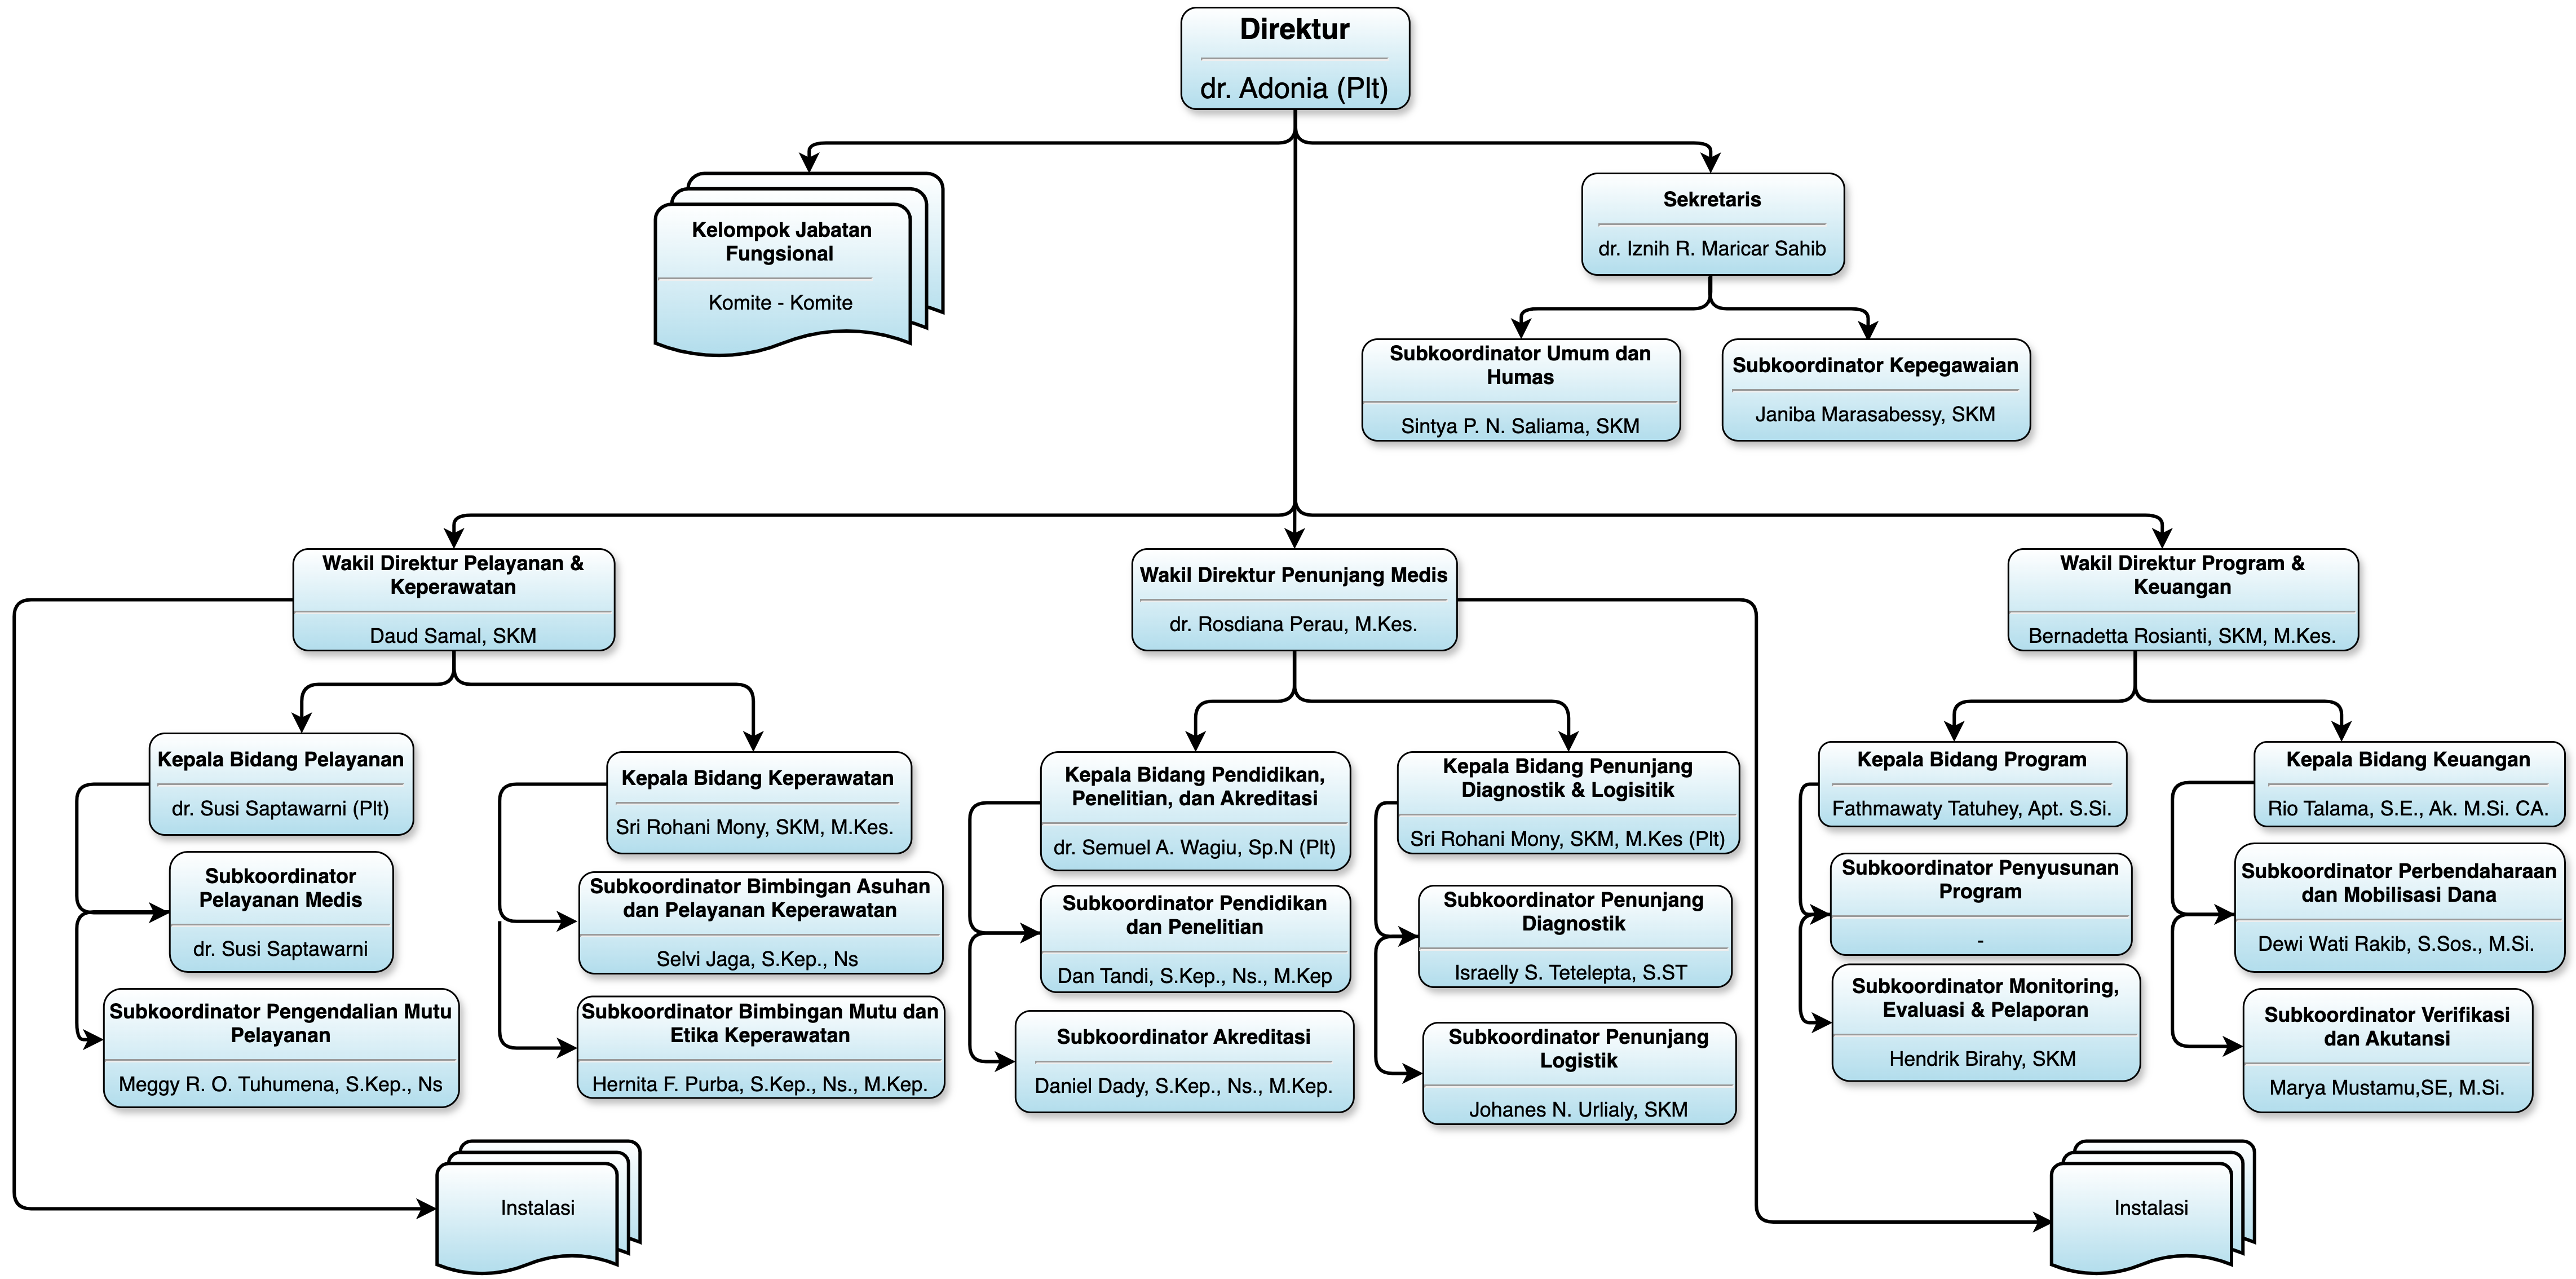 Direktur
dr. Adonia (Plt)
Kelompok Jabatan
Fungsional
Komite - Komite
Sekretaris
dr. Iznih R. Maricar Sahib
Subkoordinator Umum dan
Humas
Sintya P. N. Saliama, SKM
Subkoordinator Kepegawaian
Janiba Marasabessy, SKM
Wakil Direktur Pelayanan &
Keperawatan
Daud Samal, SKM
Wakil Direktur Penunjang Medis
dr. Rosdiana Perau, M.Kes.
Wakil Direktur Program &
Keuangan
Bernadetta Rosianti, SKM, M.Kes.
Kepala Bidang Pelayanan
dr. Susi Saptawarni (Plt)
Subkoordinator
Pelayanan Medis
dr. Susi Saptawarni
Subkoordinator Pengendalian Mutu
Pelayanan
Meggy R. O. Tuhumena, S.Kep., Ns
Kepala Bidang Keperawatan
Sri Rohani Mony, SKM, M.Kes.
Subkoordinator Bimbingan Asuhan
dan Pelayanan Keperawatan
Selvi Jaga, S.Kep., Ns
Subkoordinator Bimbingan Mutu dan
Etika Keperawatan
Hernita F. Purba, S.Kep., Ns., M.Kep.
Kepala Bidang Pendidikan,
Penelitian, dan Akreditasi
dr. Semuel A. Wagiu, Sp.N (Plt)
Subkoordinator Pendidikan
dan Penelitian
Dan Tandi, S.Kep., Ns., M.Kep
Subkoordinator Akreditasi
Daniel Dady, S.Kep., Ns., M.Kep.
Kepala Bidang Penunjang
Diagnostik & Logisitik
Sri Rohani Mony, SKM, M.Kes (Plt)
Subkoordinator Penunjang
Diagnostik
Israelly S. Tetelepta, S.ST
Subkoordinator Penunjang
Logistik
Johanes N. Urlialy, SKM
Kepala Bidang Program
Fathmawaty Tatuhey, Apt. S.Si.
Subkoordinator Penyusunan
Program
-
Subkoordinator Monitoring,
Evaluasi & Pelaporan
Hendrik Birahy, SKM
Kepala Bidang Keuangan
Rio Talama, S.E., Ak. M.Si. CA.
Subkoordinator Perbendaharaan
dan Mobilisasi Dana
Dewi Wati Rakib, S.Sos., M.Si.
Subkoordinator Verifikasi
dan Akutansi
Marya Mustamu,SE, M.Si.
Instalasi
Instalasi